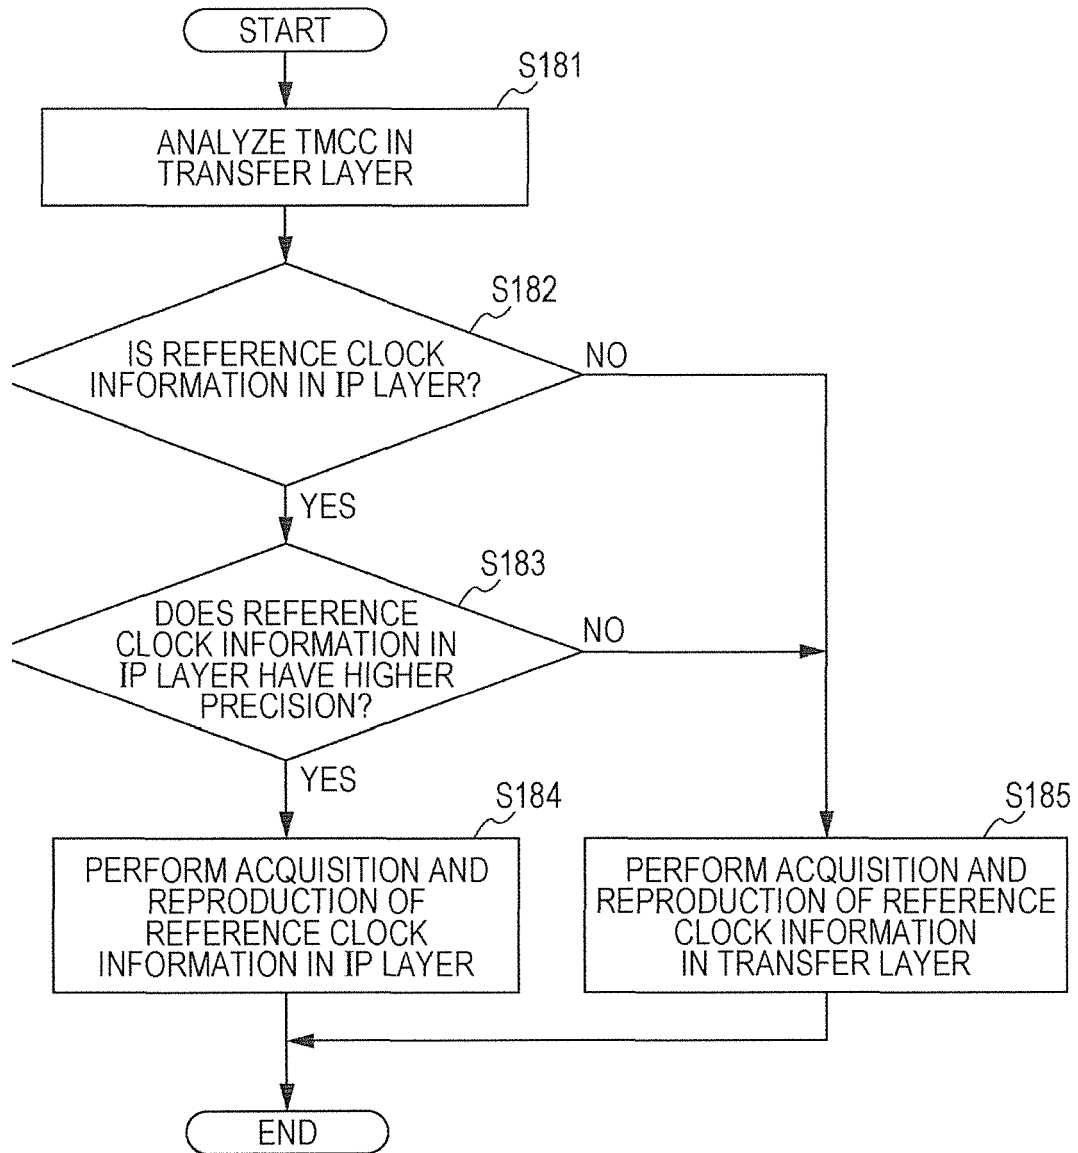 START
S181
ANALYZE TMCC IN
TRANSFER LAYER
S182
IS REFERENCE CLOCK
INFORMATION IN IP LAYER?
NO
YES
S183
DOES REFERENCE
CLOCK INFORMATION IN
IP LAYER HAVE HIGHER
PRECISION?
NO
YES
S184
PERFORM ACQUISITION AND
REPRODUCTION OF
REFERENCE CLOCK
INFORMATION IN IP LAYER
S185
PERFORM ACQUISITION AND
REPRODUCTION OF REFERENCE
CLOCK INFORMATION
IN TRANSFER LAYER
END